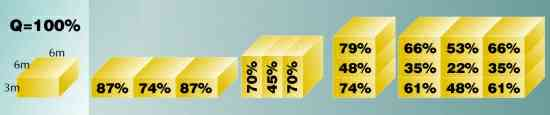 Q=100%
6m
6m
3m
87% 74% 87%
70% 45% 70%
79%
48%
74%
66% 53% 66%
35% 22% 35%
61% 48% 61%